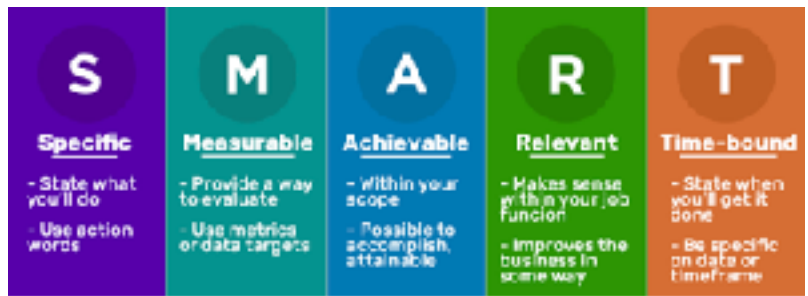 S
Specific
- State what
you'll do
- Use action
words
M
Measurable
- Provide a way
to evaluate
- Use metrics
or data targets
A
Achievable
- Within your
scope
- Possible to
accomplish,
attainable
R
Relevant
- Makes sense
within your job
funcion
- Improves the
business in
some way
T
Time-bound
- State when
you'll get it
done
- Be specific
on date or
timeframe